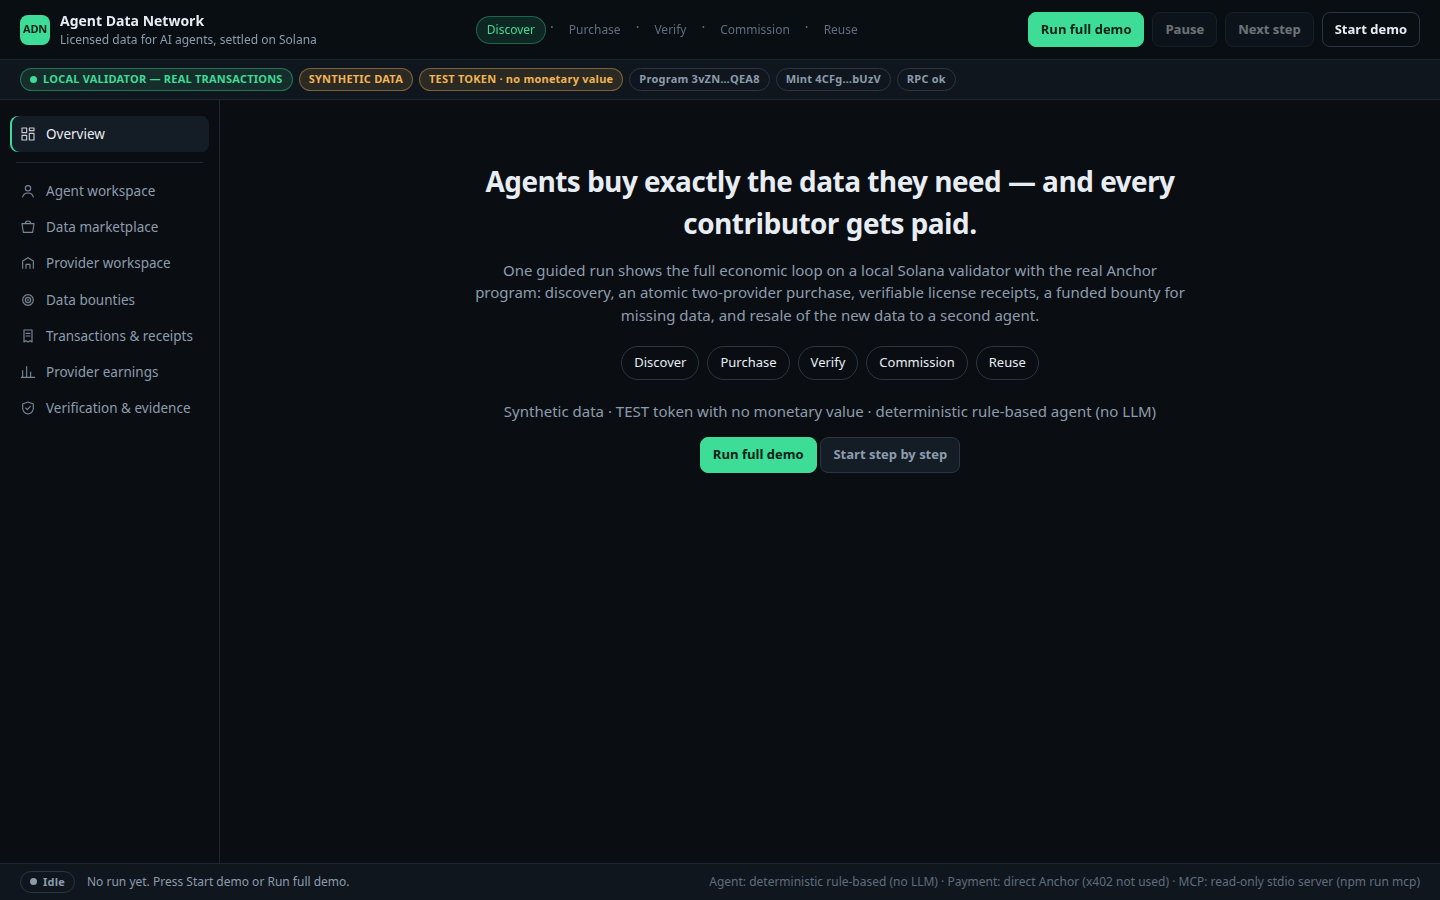 ADN
Agent Data Network
Licensed data for AI agents, settled on Solana
Discover · Purchase · Verify · Commission · Reuse
Run full demo
Pause
Next step
Start demo
LOCAL VALIDATOR — REAL TRANSACTIONS
SYNTHETIC DATA
TEST TOKEN · no monetary value
Program 3vZN…QEA8
Mint 4CFg…bUzV
RPC ok
Overview
Agent workspace
Data marketplace
Provider workspace
Data bounties
Transactions & receipts
Provider earnings
Verification & evidence
Agents buy exactly the data they need — and every
contributor gets paid.
One guided run shows the full economic loop on a local Solana validator with the real Anchor
program: discovery, an atomic two-provider purchase, verifiable license receipts, a funded bounty for
missing data, and resale of the new data to a second agent.
Discover
Purchase
Verify
Commission
Reuse
Synthetic data · TEST token with no monetary value · deterministic rule-based agent (no LLM)
Run full demo
Start step by step
Idle
No run yet. Press Start demo or Run full demo.
Agent: deterministic rule-based (no LLM) · Payment: direct Anchor (x402 not used) · MCP: read-only stdio server (npm run mcp)